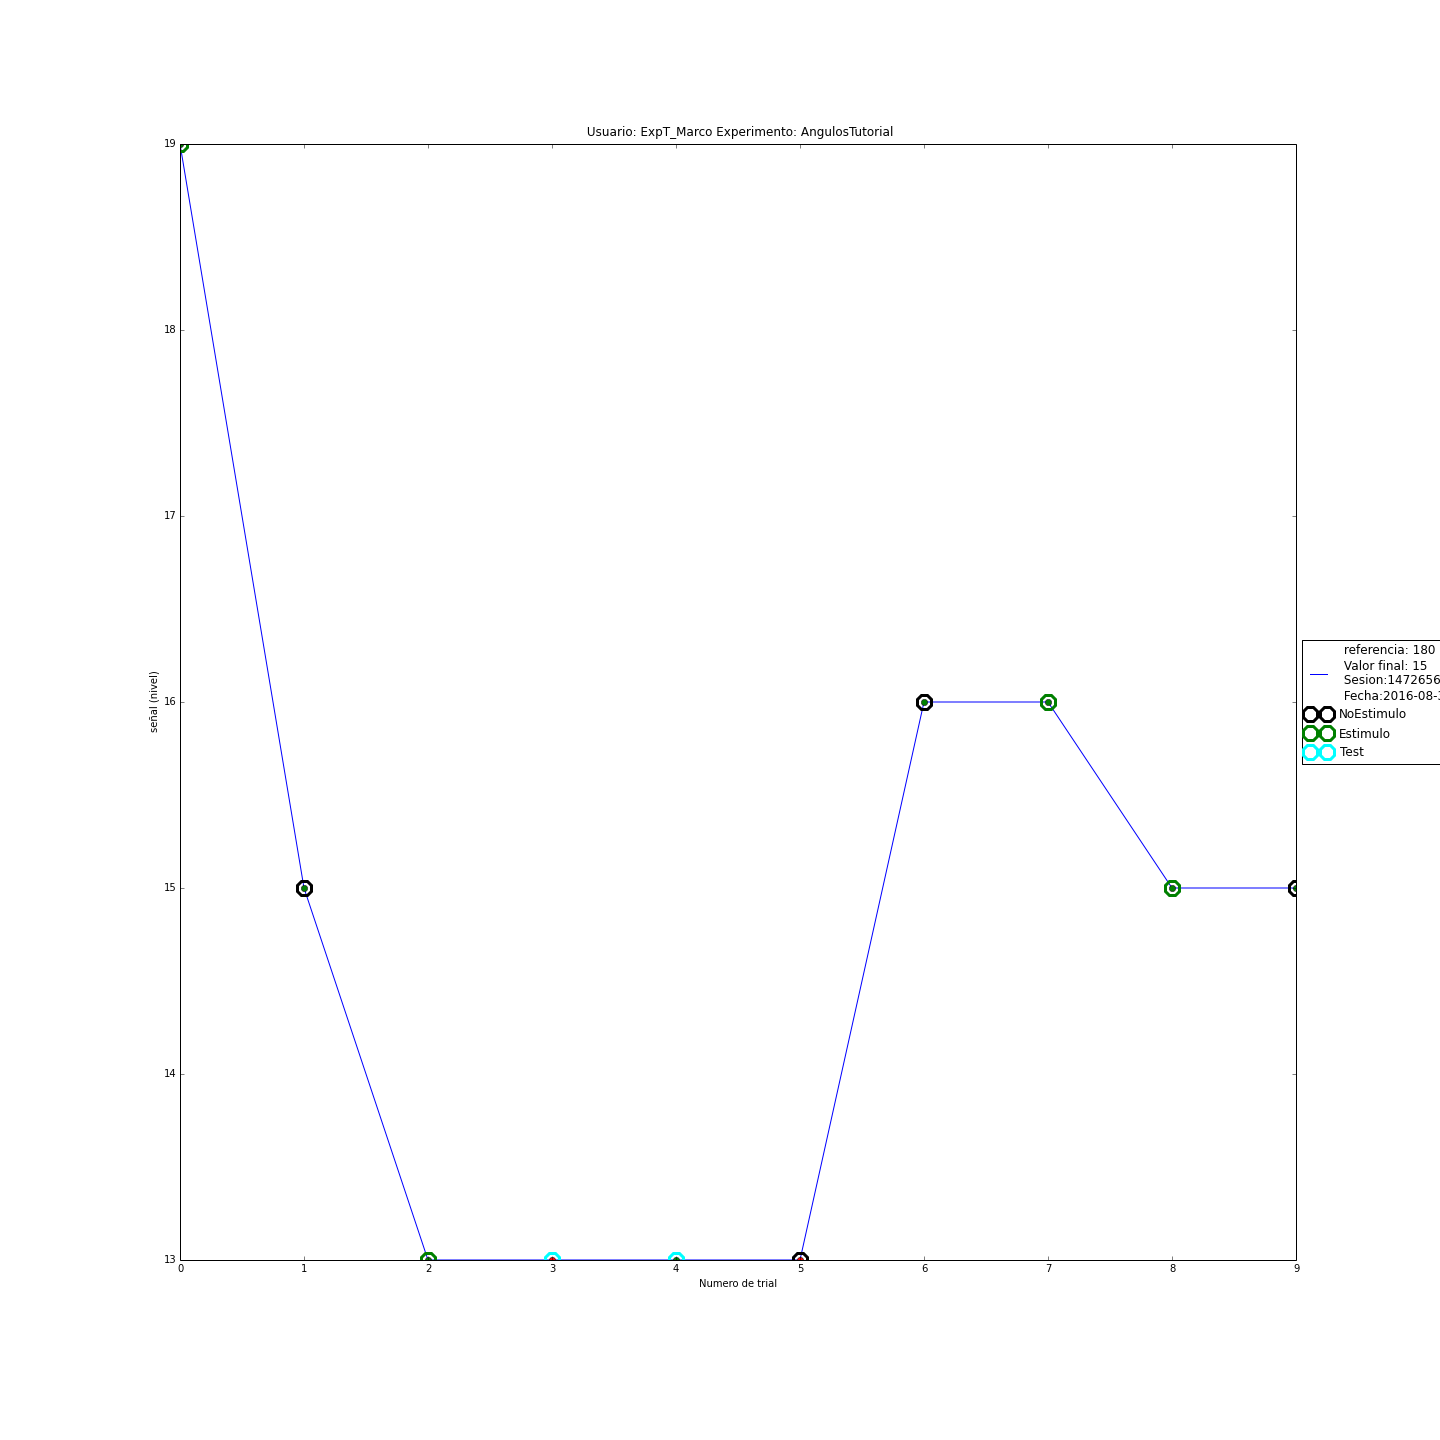 Usuario: ExpT_Marco Experimento: AngulosTutorial
19
18
17
16
15
14
13
señal (nivel)
0 1 2 3 4 5 6 7 8 9
Numero de trial
referencia: 180
Valor final: 15
Sesion:1472656
Fecha:2016-08-
NoEstimulo
Estimulo
Test